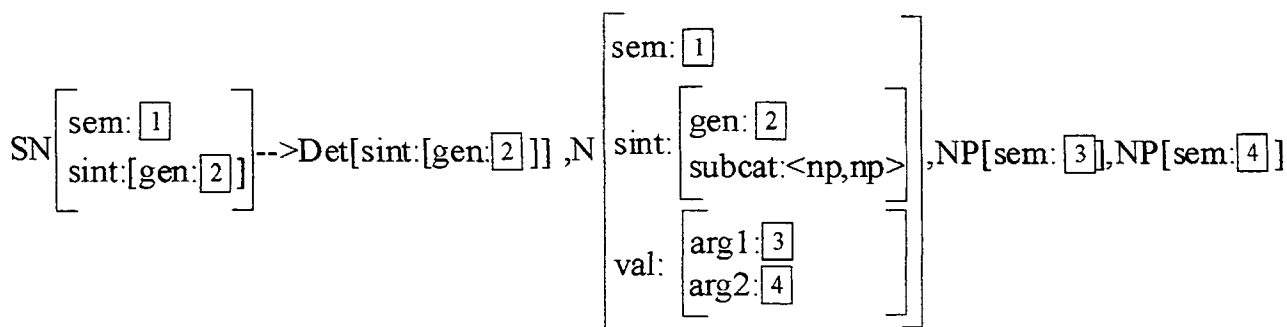 sem: 1
sem: 1
sint:[gen: 2 ]
-->Det[sint:[gen: 2 ]] ,N
SN
sint:
gen: 2
subcat:<np,np>
,NP[sem: 3 ],NP[sem: 4 ]
val:
arg1: 3
arg2: 4